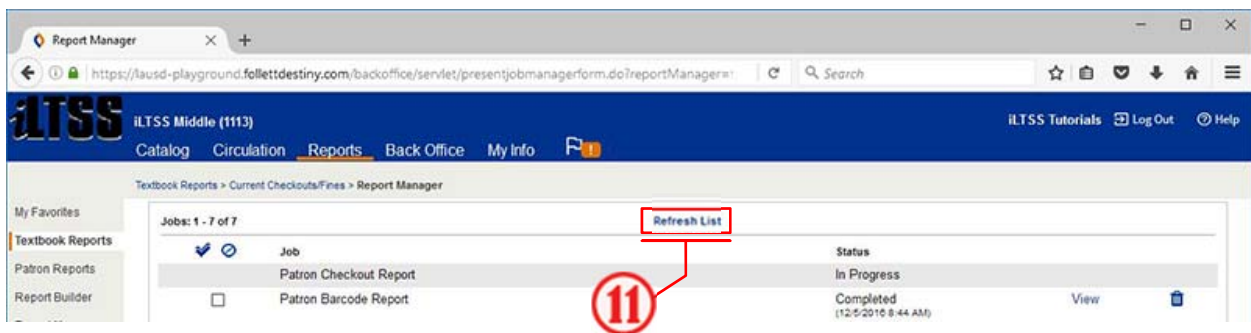 Report Manager
https://lausd-playground.follettdestiny.com/backoffice/servlet/presentjobmanagerform.do?reportManager=
Search
iLTSS
iLTSS Middle (1113)
iLTSS Tutorials Log Out Help
Catalog Circulation Reports Back Office My Info
Textbook Reports > Current Checkouts/Fines > Report Manager
My Favorites
Jobs: 1 - 7 of 7 Refresh List
Textbook Reports
Job Status
Patron Reports
Patron Checkout Report In Progress
Report Builder
Patron Barcode Report Completed View
(12/5/2016 8:44 AM)
11